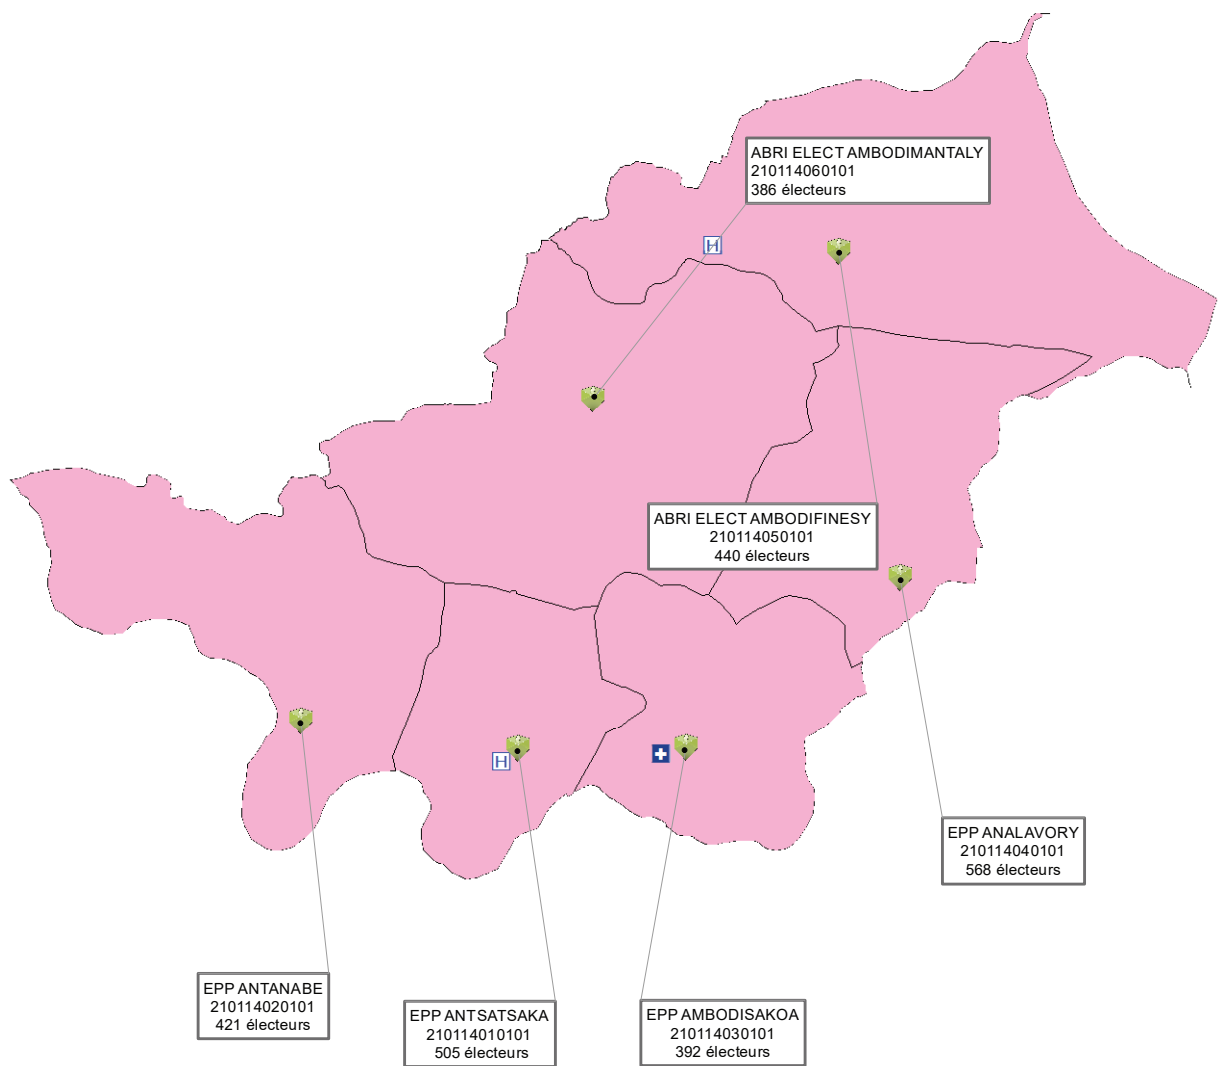 ABRI ELECT AMBODIMANTALY
210114060101
386 électeurs
H
ABRI ELECT AMBODIFINESY
210114050101
440 électeurs
H
EPP ANALAVORY
210114040101
568 électeurs
EPP ANTANABE
210114020101
421 électeurs
EPP ANTSATSAKA
210114010101
505 électeurs
EPP AMBODISAKOA
210114030101
392 électeurs